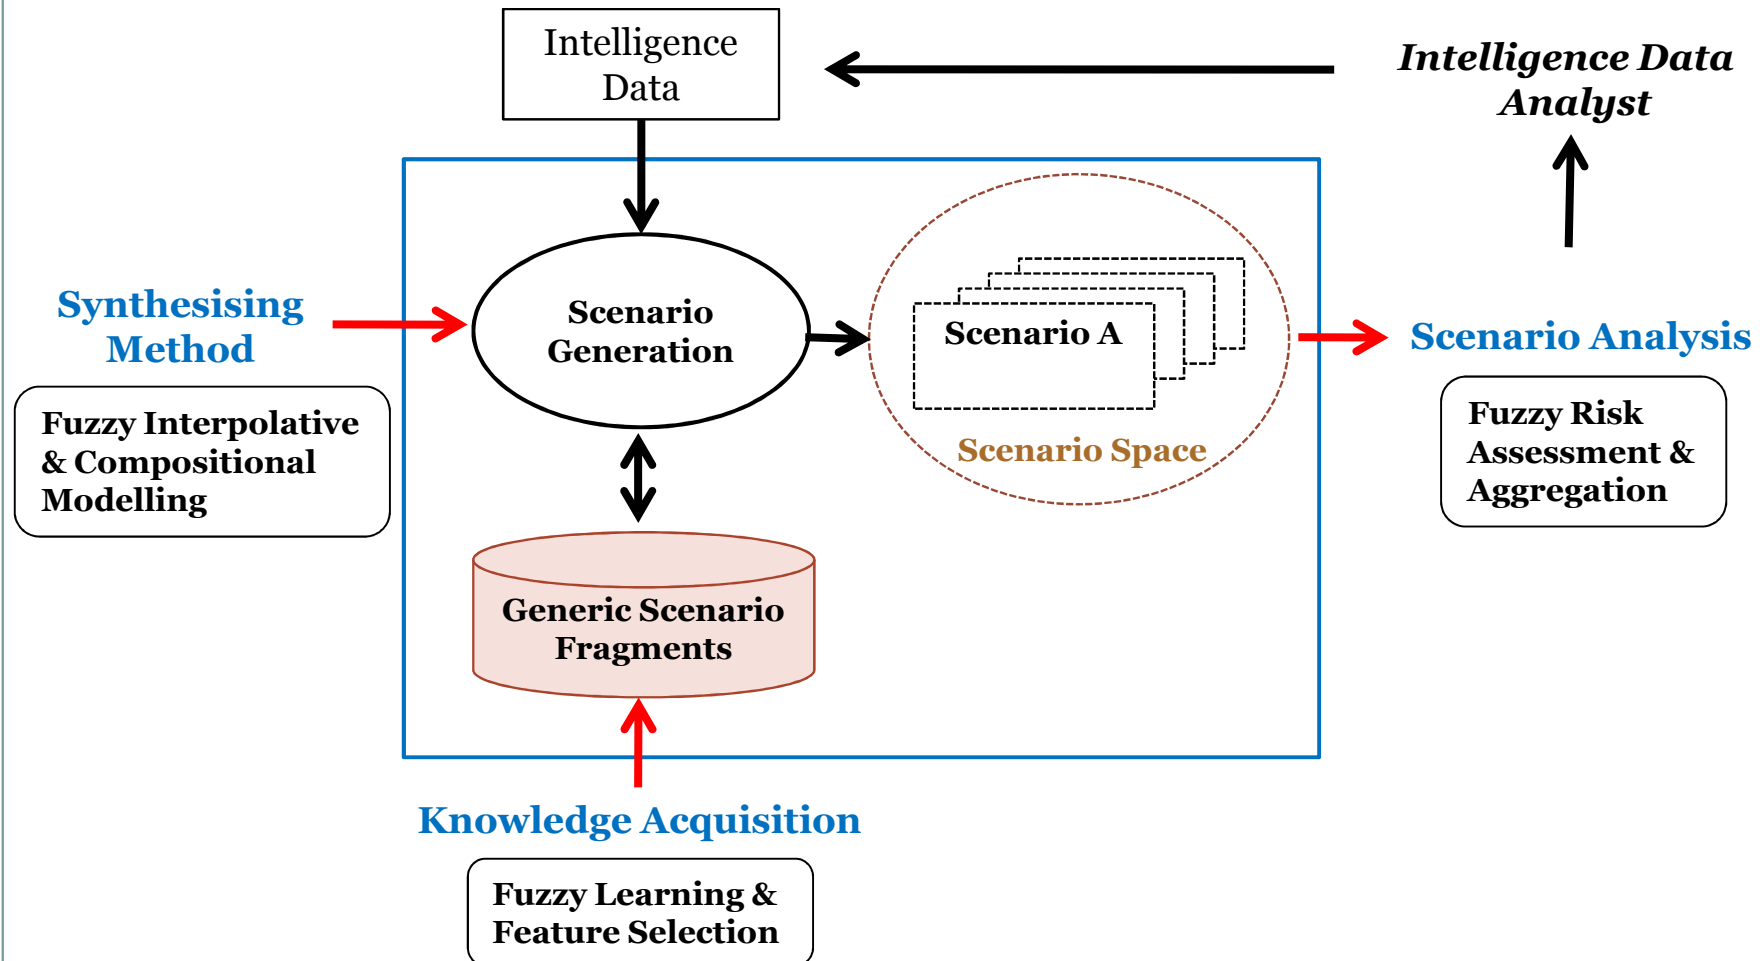 Intelligence
Data
Intelligence Data
Analyst
Synthesising
Method
Fuzzy Interpolative
& Compositional
Modelling
Scenario
Generation
Scenario A
Scenario Space
Scenario Analysis
Fuzzy Risk
Assessment &
Aggregation
Generic Scenario
Fragments
Knowledge Acquisition
Fuzzy Learning &
Feature Selection